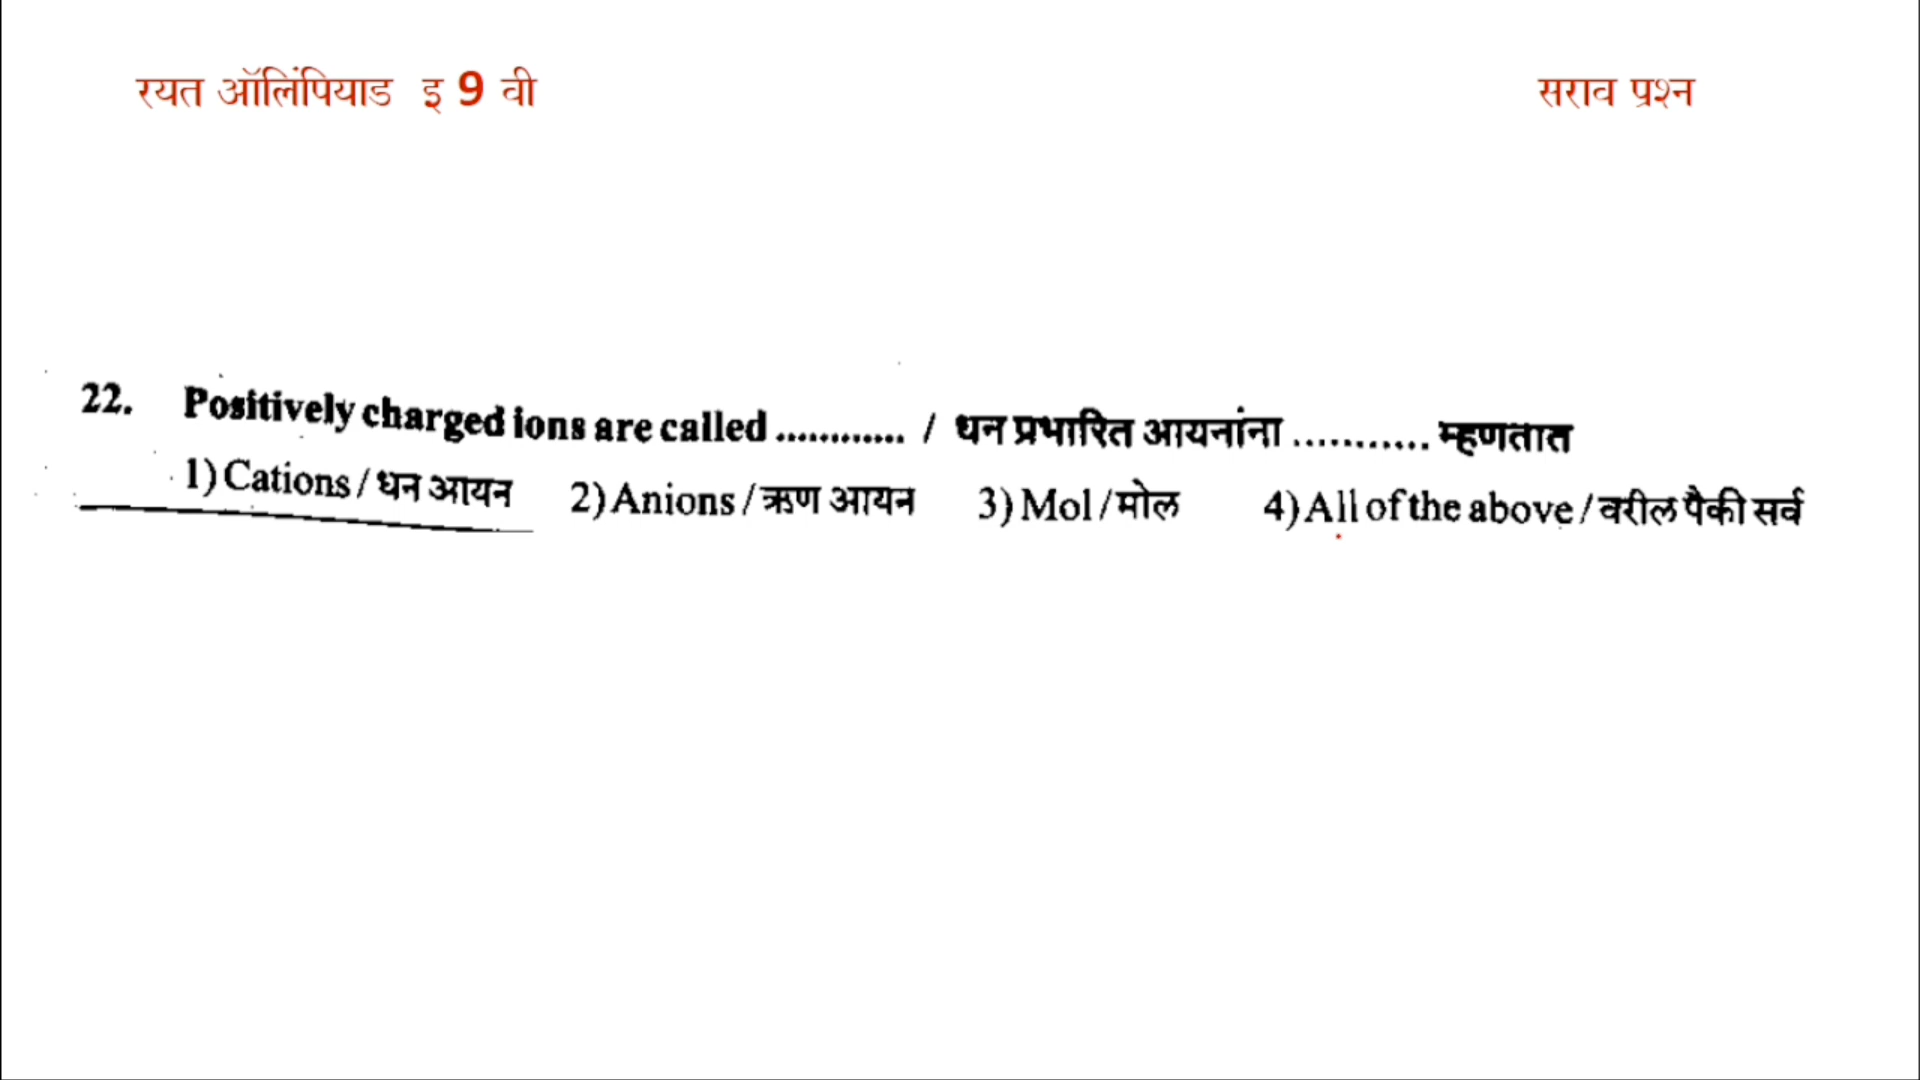 रयत ऑलिंपियाड इ 9 वी
सराव प्रश्न
22. Positively charged ions are called ............ / धन प्रभारित आयनांना ........... म्हणतात
1) Cations / धन आयन 2) Anions / ऋण आयन 3) Mol / मोल 4) All of the above / वरील पैकी सर्व